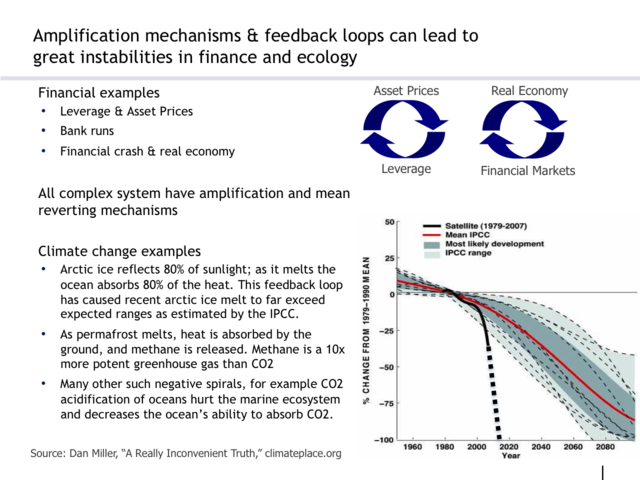 Amplification mechanisms & feedback loops can lead to
great instabilities in finance and ecology
Financial examples
• Leverage & Asset Prices
• Bank runs
• Financial crash & real economy
Asset Prices
Real Economy
Leverage
Financial Markets
All complex system have amplification and mean
reverting mechanisms
Climate change examples
• Arctic ice reflects 80% of sunlight; as it melts the
ocean absorbs 80% of the heat. This feedback loop
has caused recent arctic ice melt to far exceed
expected ranges as estimated by the IPCC.
• As permafrost melts, heat is absorbed by the
ground, and methane is released. Methane is a 10x
more potent greenhouse gas than CO2
• Many other such negative spirals, for example CO2
acidification of oceans hurt the marine ecosystem
and decreases the ocean's ability to absorb CO2.
Satellite (1979-2007)
Mean IPCC
Most likely development
IPCC range
% CHANGE FROM 1979-1990 MEAN
50
25
0
−25
−50
−75
−100
1960 1980 2000 2020 2040 2060 2080
Year
Source: Dan Miller, "A Really Inconvenient Truth," climateplace.org